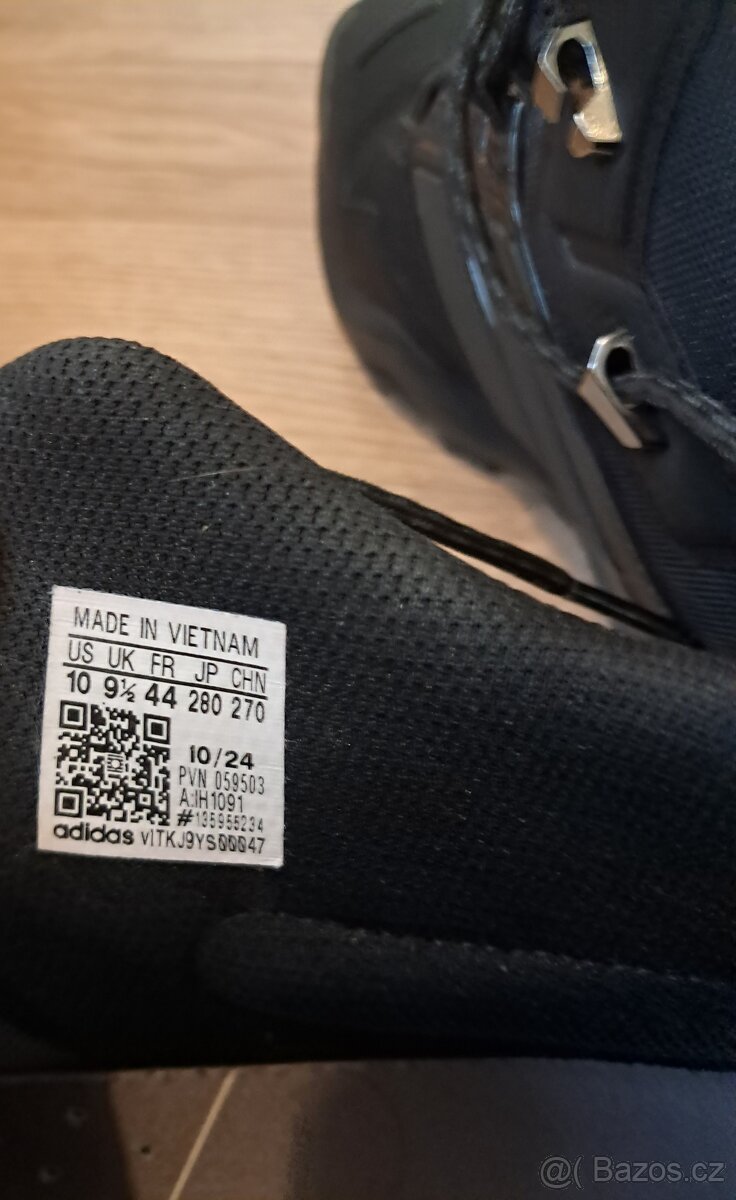 MADE IN VIETNAM
US UK FR JP CHN
10 9½ 44 280 270
10/24
PVN 059503
A:IH1091
#135955234
adidas vITKJ9YS00047
@( Bazoš.cz